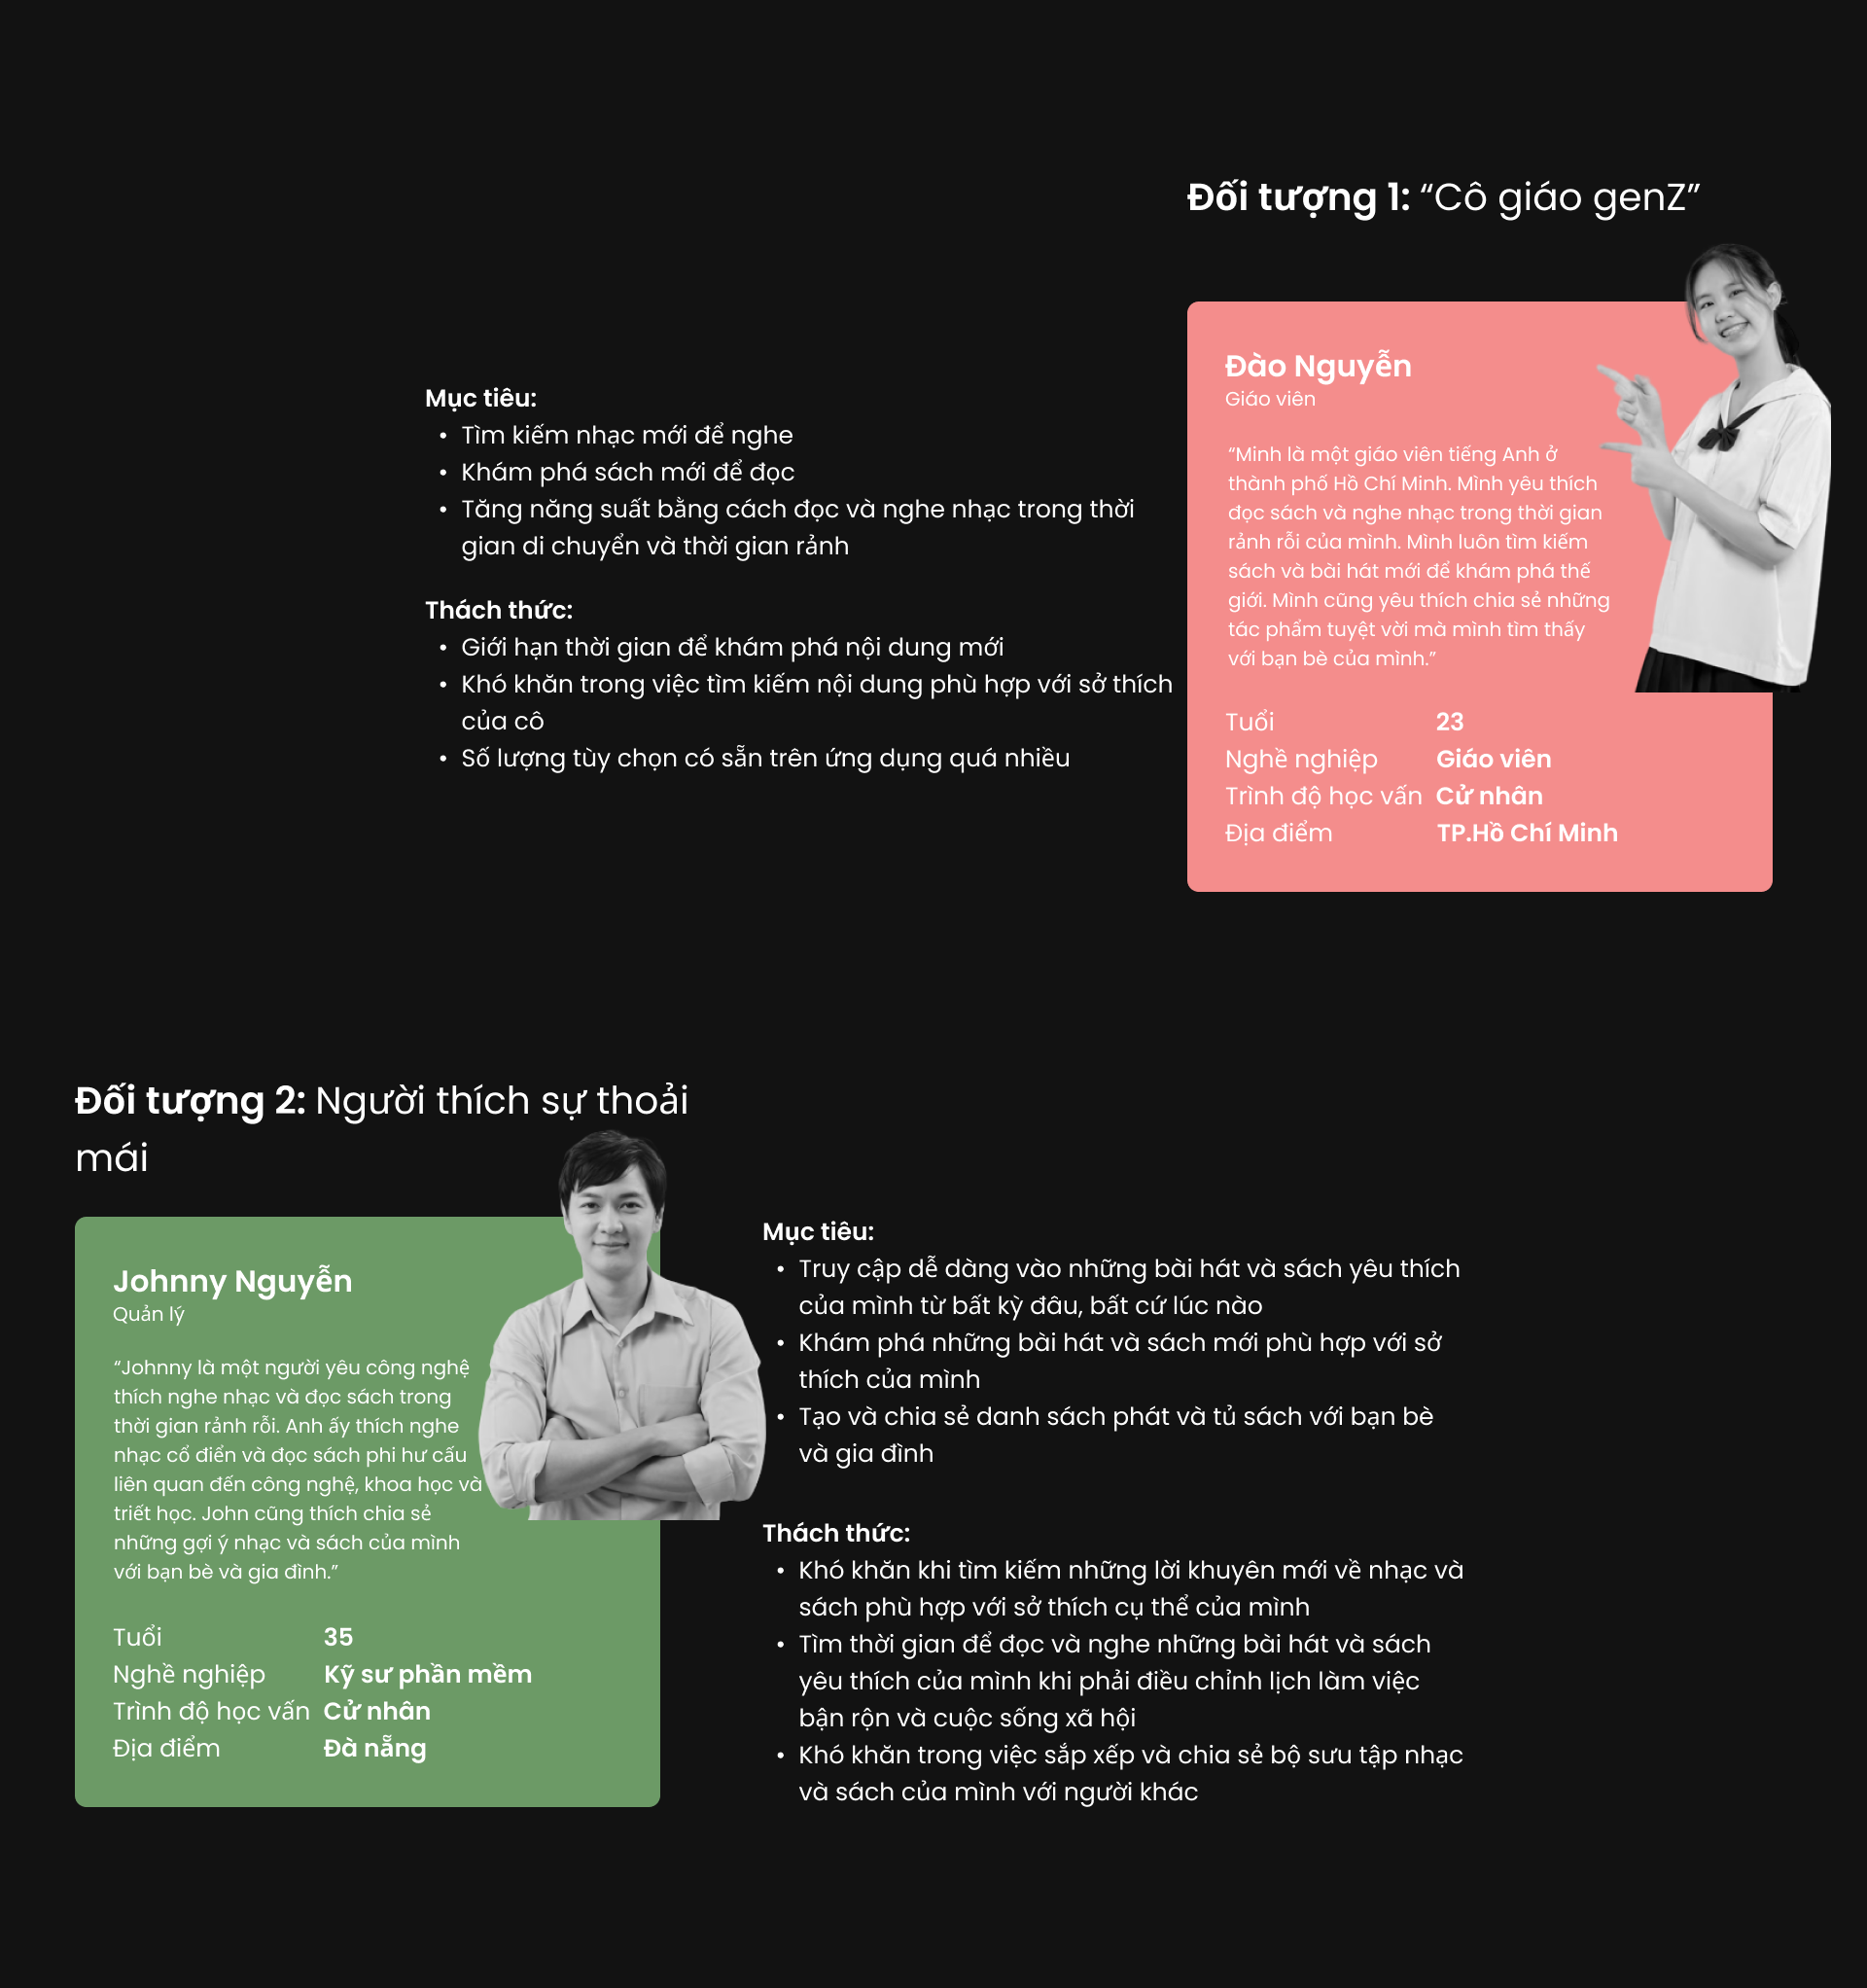 Đối tượng 1: “Cô giáo genZ”
Đào Nguyễn
Giáo viên
“Minh là một giáo viên tiếng Anh ở
thành phố Hồ Chí Minh. Mình yêu thích
đọc sách và nghe nhạc trong thời gian
rảnh rỗi của mình. Mình luôn tìm kiếm
sách và bài hát mới để khám phá thế
giới. Mình cũng yêu thích chia sẻ những
tác phẩm tuyệt vời mà mình tìm thấy
với bạn bè của mình.”
Tuổi 23
Nghề nghiệp Giáo viên
Trình độ học vấn Cử nhân
Địa điểm TP.Hồ Chí Minh
Mục tiêu:
• Tìm kiếm nhạc mới để nghe
• Khám phá sách mới để đọc
• Tăng năng suất bằng cách đọc và nghe nhạc trong thời
gian di chuyển và thời gian rảnh
Thách thức:
• Giới hạn thời gian để khám phá nội dung mới
• Khó khăn trong việc tìm kiếm nội dung phù hợp với sở thích
của cô
• Số lượng tùy chọn có sẵn trên ứng dụng quá nhiều
Đối tượng 2: Người thích sự thoải
mái
Johnny Nguyễn
Quản lý
“Johnny là một người yêu công nghệ
thích nghe nhạc và đọc sách trong
thời gian rảnh rỗi. Anh ấy thích nghe
nhạc cổ điển và đọc sách phi hư cấu
liên quan đến công nghệ, khoa học và
triết học. John cũng thích chia sẻ
những gợi ý nhạc và sách của mình
với bạn bè và gia đình.”
Tuổi 35
Nghề nghiệp Kỹ sư phần mềm
Trình độ học vấn Cử nhân
Địa điểm Đà nẵng
Mục tiêu:
• Truy cập dễ dàng vào những bài hát và sách yêu thích
của mình từ bất kỳ đâu, bất cứ lúc nào
• Khám phá những bài hát và sách mới phù hợp với sở
thích của mình
• Tạo và chia sẻ danh sách phát và tủ sách với bạn bè
và gia đình
Thách thức:
• Khó khăn khi tìm kiếm những lời khuyên mới về nhạc và
sách phù hợp với sở thích cụ thể của mình
• Tìm thời gian để đọc và nghe những bài hát và sách
yêu thích của mình khi phải điều chỉnh lịch làm việc
bận rộn và cuộc sống xã hội
• Khó khăn trong việc sắp xếp và chia sẻ bộ sưu tập nhạc
và sách của mình với người khác